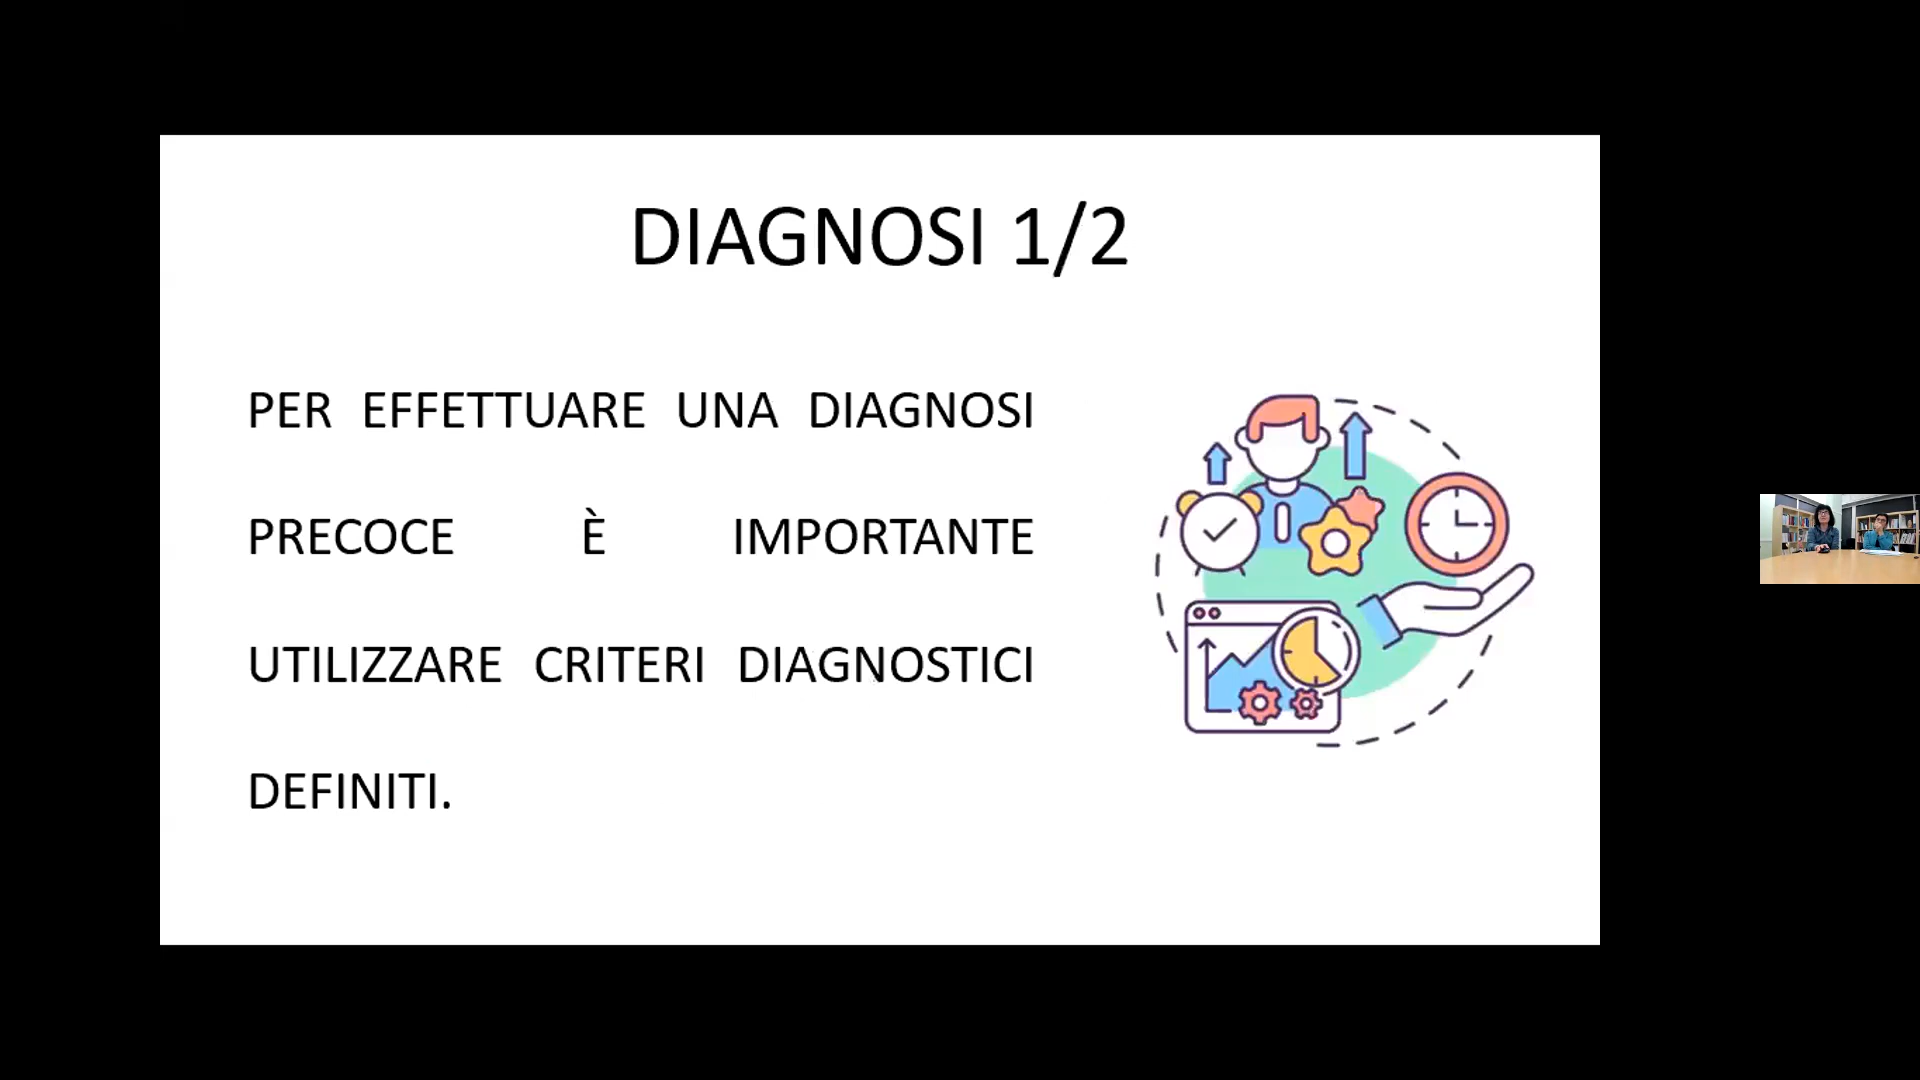 DIAGNOSI 1/2
PER EFFETTUARE UNA DIAGNOSI
PRECOCE È IMPORTANTE
UTILIZZARE CRITERI DIAGNOSTICI
DEFINITI.